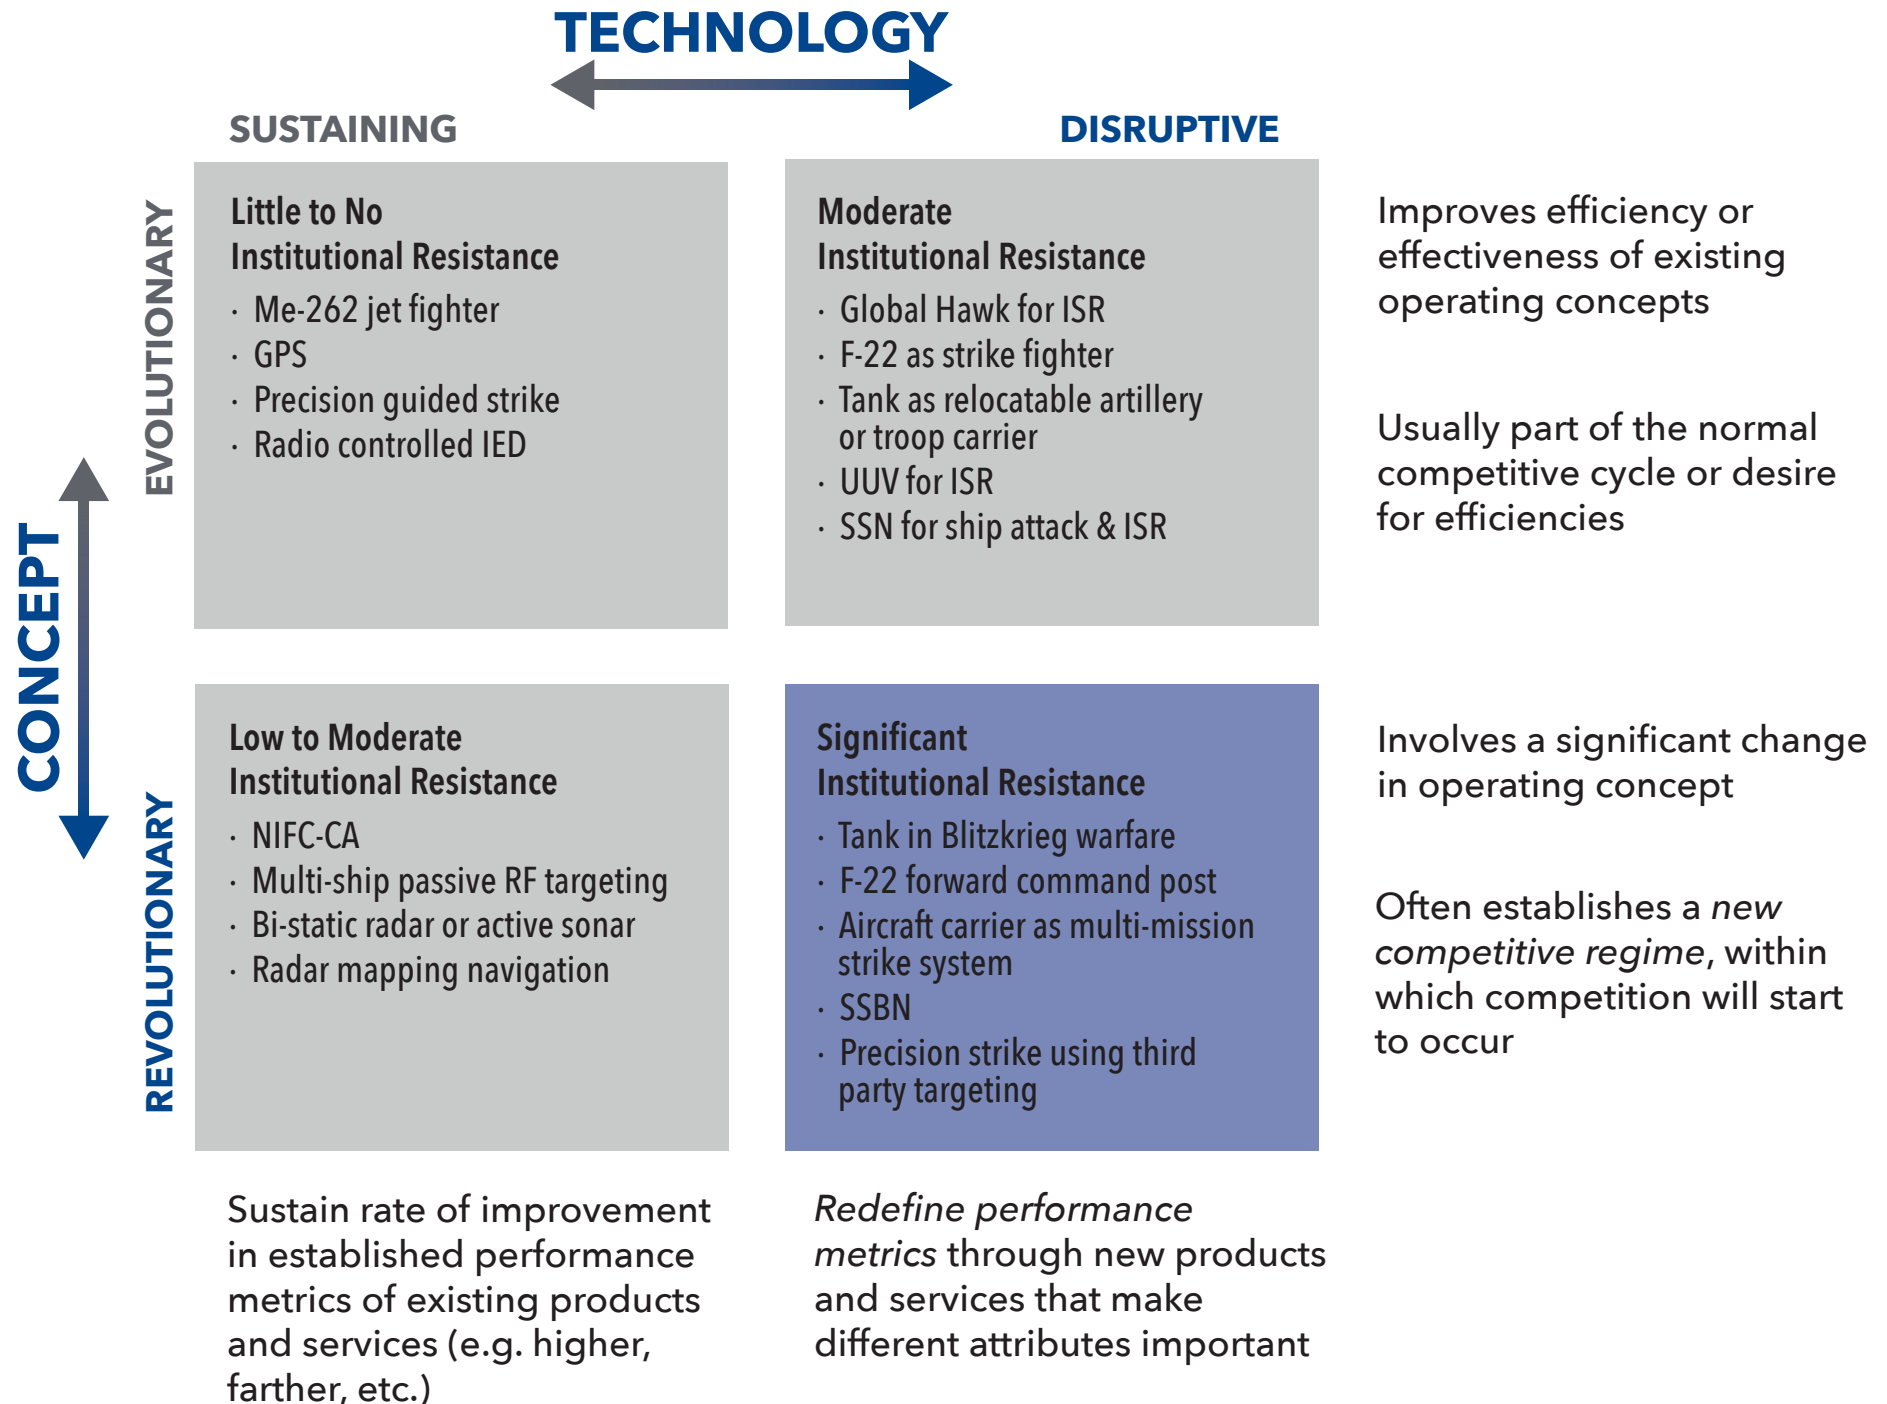 TECHNOLOGY
SUSTAINING
DISRUPTIVE
CONCEPT
EVOLUTIONARY
Little to No
Institutional Resistance
· Me-262 jet fighter
· GPS
· Precision guided strike
· Radio controlled IED
Moderate
Institutional Resistance
· Global Hawk for ISR
· F-22 as strike fighter
· Tank as relocatable artillery
or troop carrier
· UUV for ISR
· SSN for ship attack & ISR
Improves efficiency or
effectiveness of existing
operating concepts
Usually part of the normal
competitive cycle or desire
for efficiencies
REVOLUTIONARY
Low to Moderate
Institutional Resistance
· NIFC-CA
· Multi-ship passive RF targeting
· Bi-static radar or active sonar
· Radar mapping navigation
Significant
Institutional Resistance
· Tank in Blitzkrieg warfare
· F-22 forward command post
· Aircraft carrier as multi-mission
strike system
· SSBN
· Precision strike using third
party targeting
Involves a significant change
in operating concept
Often establishes a new
competitive regime, within
which competition will start
to occur
Sustain rate of improvement
in established performance
metrics of existing products
and services (e.g. higher,
farther, etc.)
Redefine performance
metrics through new products
and services that make
different attributes important